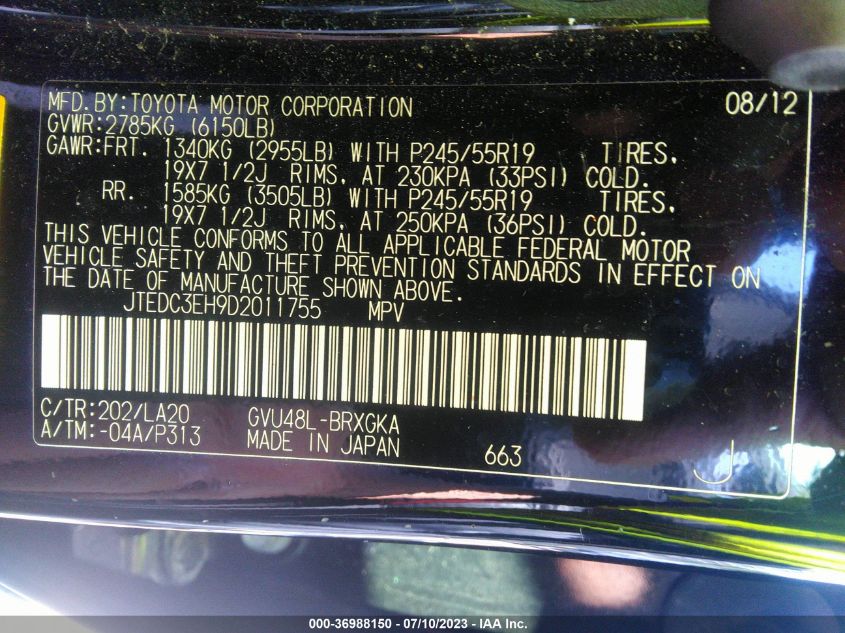 MFD.BY:TOYOTA MOTOR CORPORATION 08/12
GVWR:2785KG (6150LB)
GAWR:FRT. 1340KG (2955LB) WITH P245/55R19 TIRES,
19X7 1/2J RIMS, AT 230KPA (33PSI) COLD.
RR. 1585KG (3505LB) WITH P245/55R19 TIRES,
19X7 1/2J RIMS, AT 250KPA (36PSI) COLD.
THIS VEHICLE CONFORMS TO ALL APPLICABLE FEDERAL MOTOR
VEHICLE SAFETY AND THEFT PREVENTION STANDARDS IN EFFECT ON
THE DATE OF MANUFACTURE SHOWN ABOVE.
JTEDC3EH9D2011755 MPV
C/TR:202/LA20 GVU48L-BRXGKA
A/TM:-04A/P313 MADE IN JAPAN 663 J
000-36988150 - 07/10/2023 - IAA Inc.